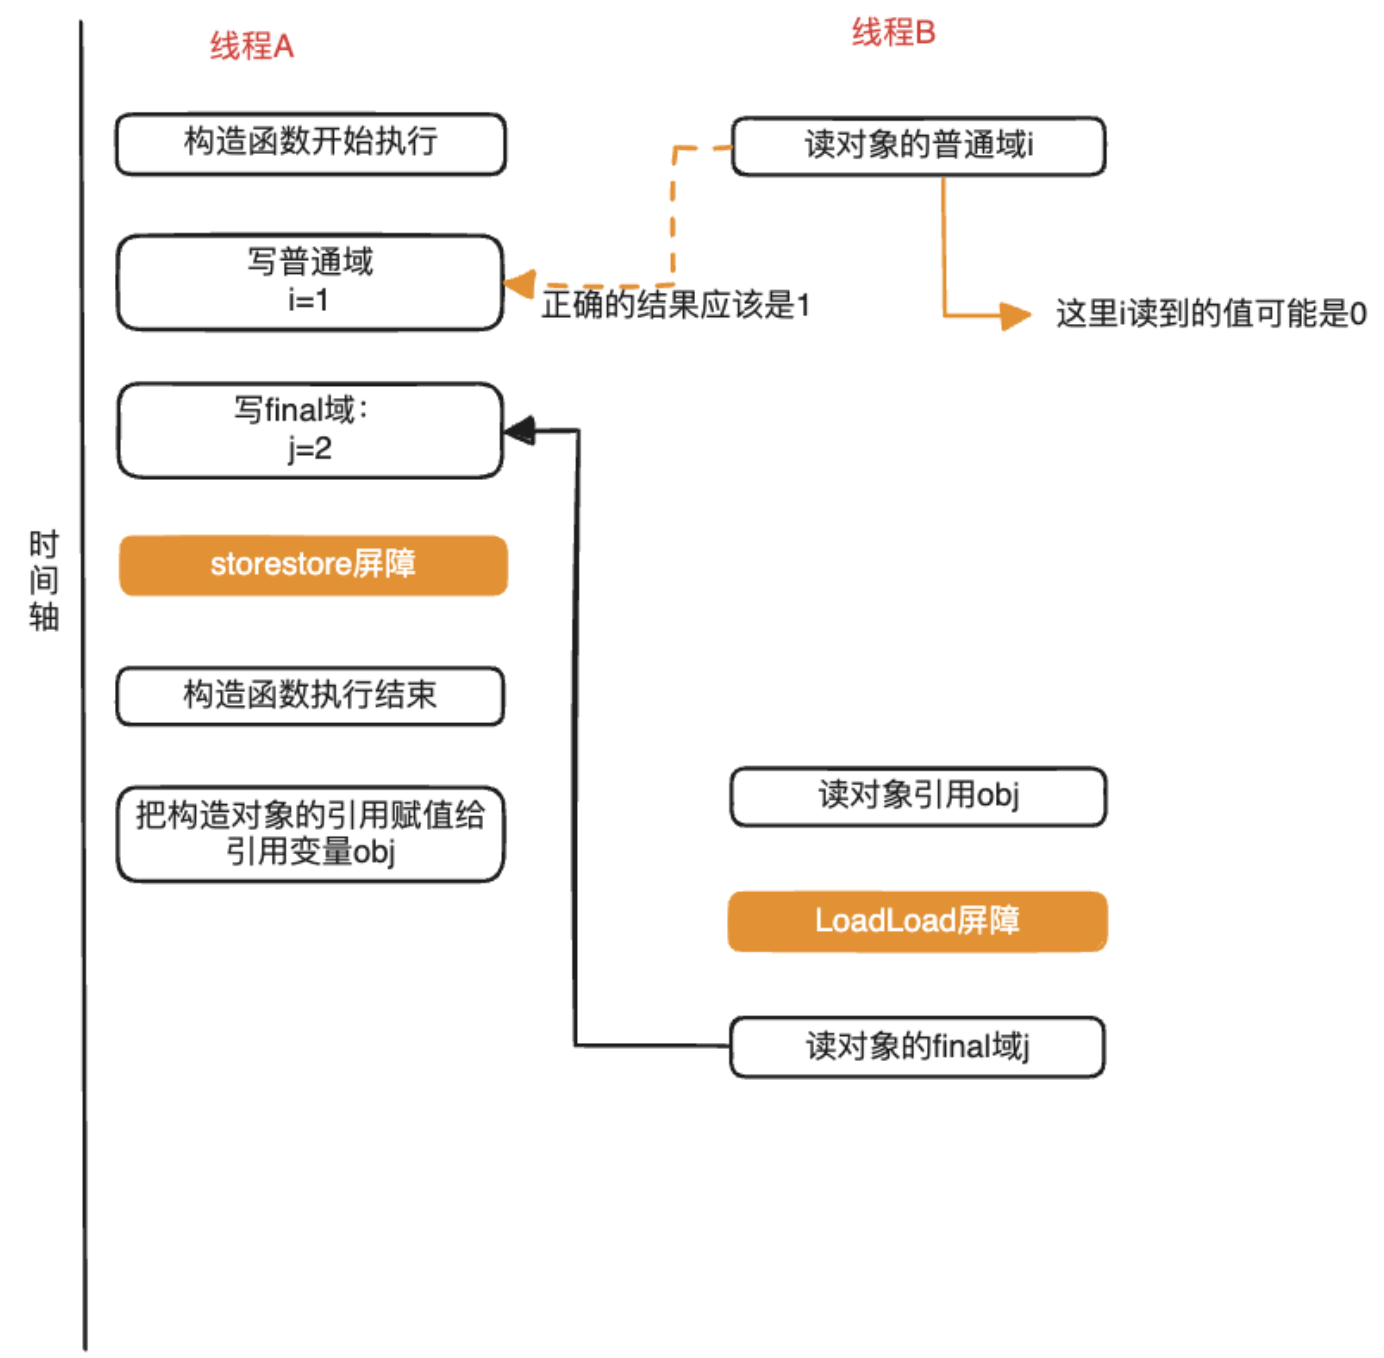 线程A
线程B
构造函数开始执行
读对象的普通域i
写普通域
i=1
正确的结果应该是1
这里i读到的值可能是0
写final域：
j=2
时
间
轴
storestore屏障
构造函数执行结束
把构造对象的引用赋值给
引用变量obj
读对象引用obj
LoadLoad屏障
读对象的final域j